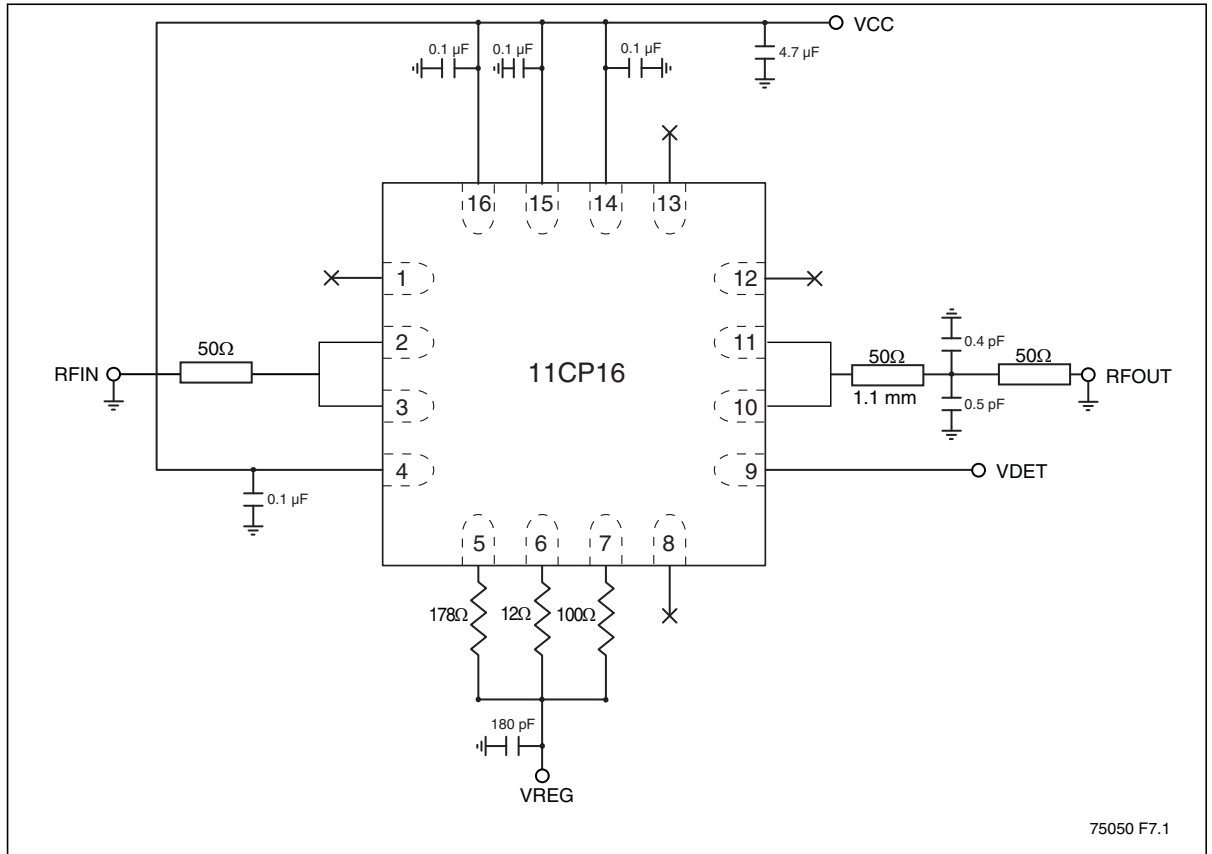 VCC
0.1 µF
0.1 µF
0.1 µF
4.7 µF
16
15
14
13
1
12
2
11
50Ω
0.4 pF
50Ω
50Ω
RFIN
11CP16
RFOUT
1.1 mm
0.5 pF
3
10
4
9
VDET
0.1 µF
5
6
7
8
178Ω
12Ω
100Ω
180 pF
VREG
75050 F7.1